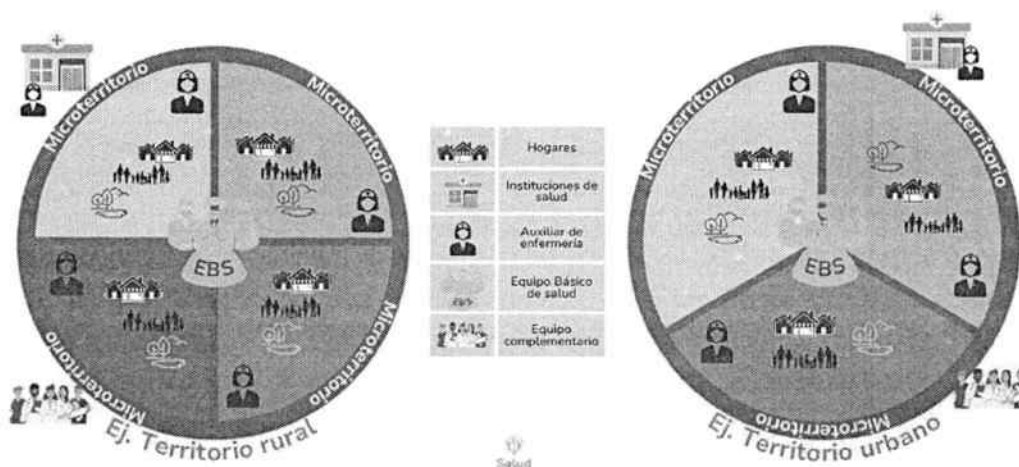 Microterritorio
Microterritorio
Microterritorio
Microterritorio
EBS
Ej. Territorio rural
Hogares
Instituciones de
salud
Auxiliar de
enfermería
Equipo Básico
de salud
EBS
Equipo
complementario
Microterritorio
Microterritorio
Microterritorio
EBS
Ej. Territorio urbano
Salud